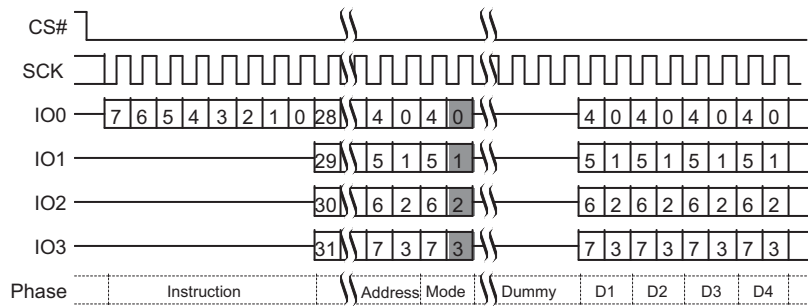 CS#
SCK
IO0 7 6 5 4 3 2 1 0 28 4 0 4 0 4 0 4 0 4 0 4 0
IO1 29 5 1 5 1 5 1 5 1 5 1 5 1
IO2 30 6 2 6 2 6 2 6 2 6 2 6 2
IO3 31 7 3 7 3 7 3 7 3 7 3 7 3
Phase Instruction Address Mode Dummy D1 D2 D3 D4